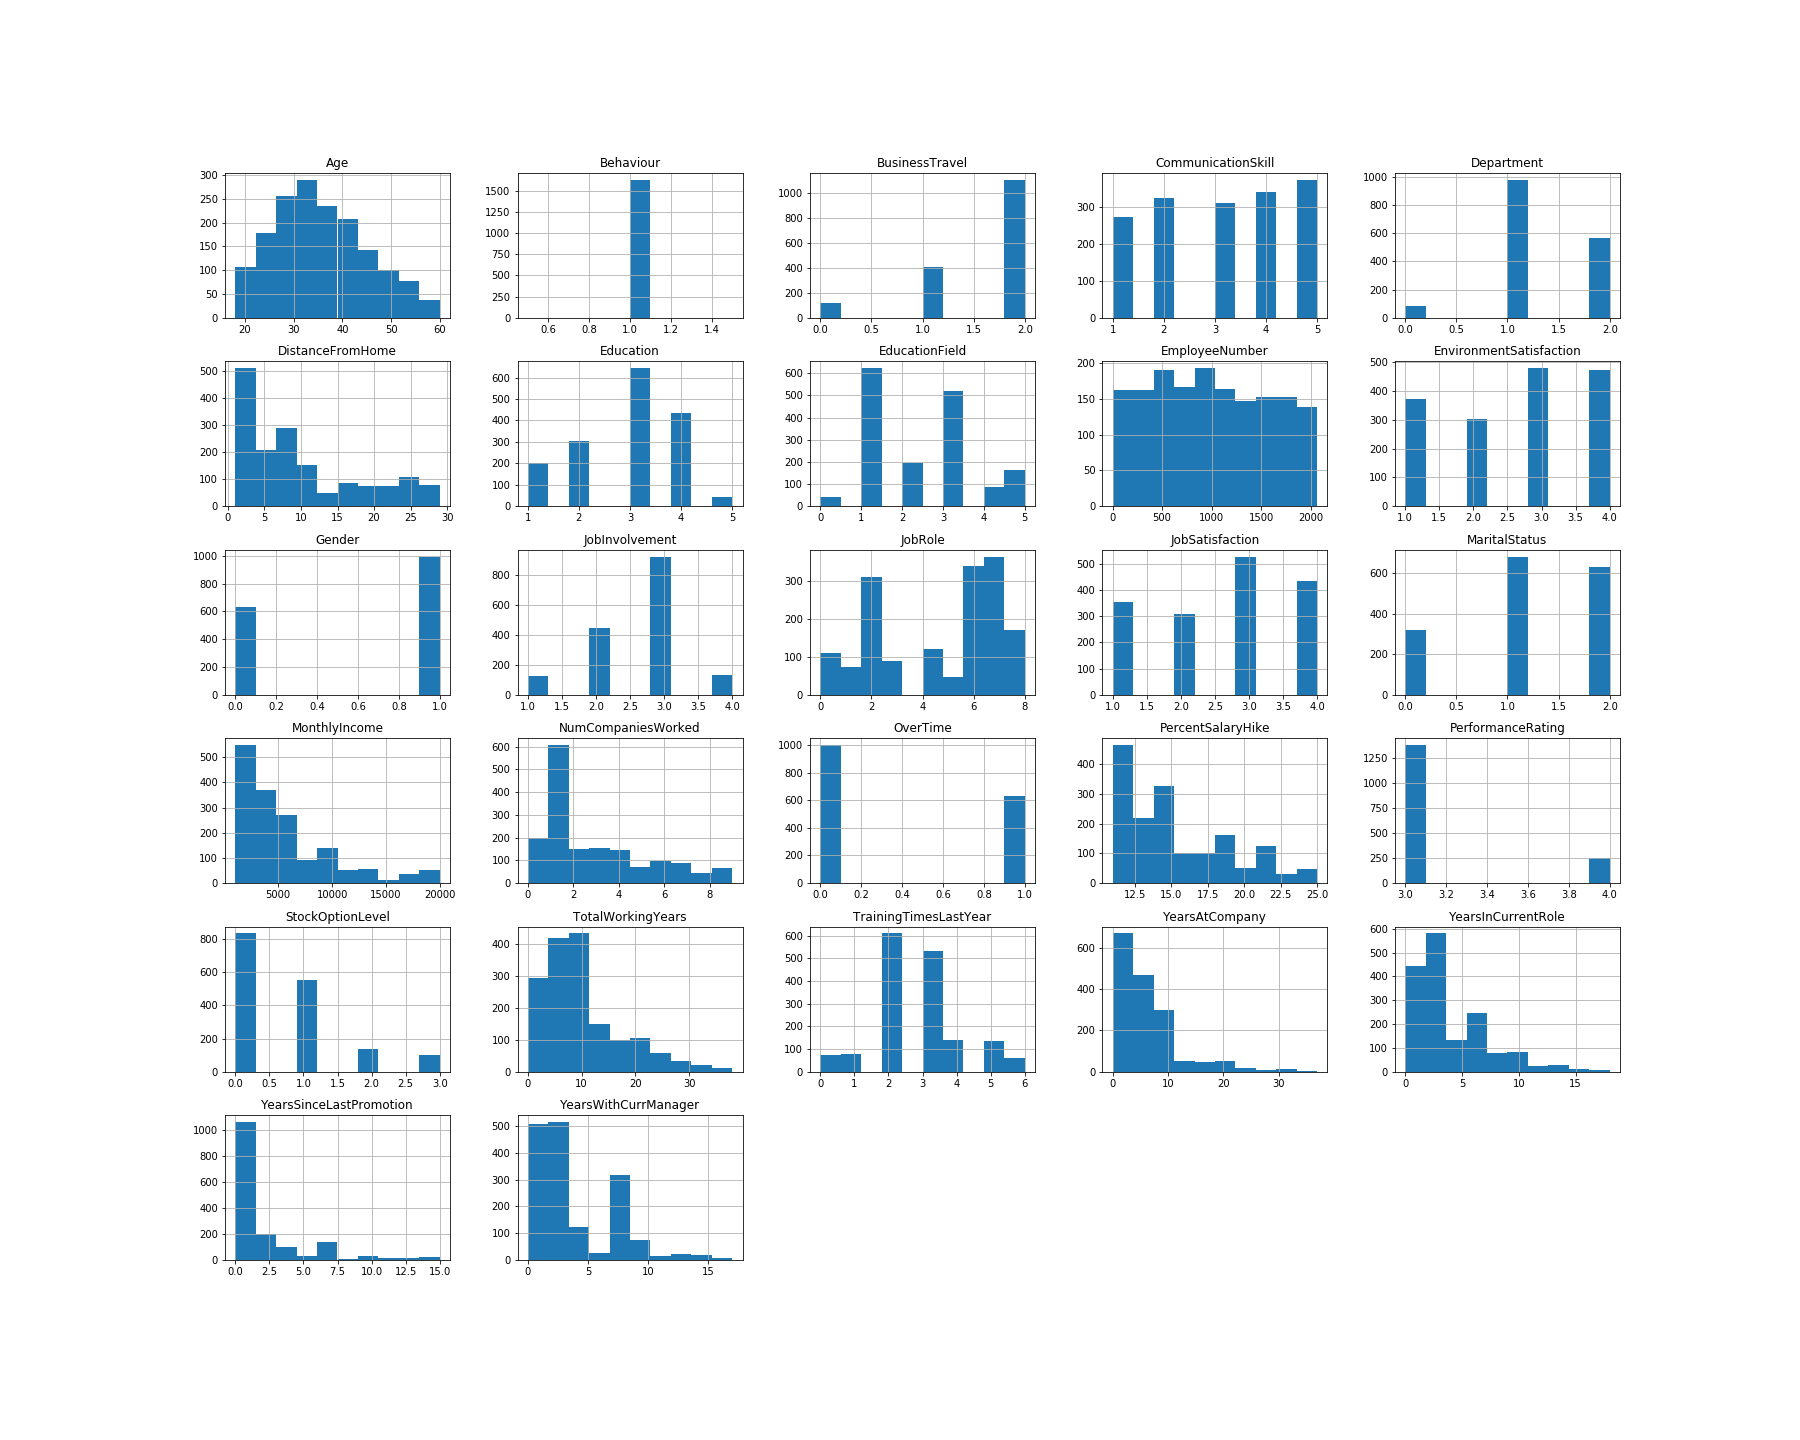 Age
Behaviour
BusinessTravel
CommunicationSkill
Department
300
250
200
150
100
50
0
20 30 40 50 60
1500
1250
1000
750
500
250
0
0.6 0.8 1.0 1.2 1.4
1000
800
600
400
200
0
0.0 0.5 1.0 1.5 2.0
300
200
100
0
1 2 3 4 5
1000
800
600
400
200
0
0.0 0.5 1.0 1.5 2.0
DistanceFromHome
Education
EducationField
EmployeeNumber
EnvironmentSatisfaction
500
400
300
200
100
0
0 5 10 15 20 25 30
600
500
400
300
200
100
0
1 2 3 4 5
600
500
400
300
200
100
0
0 1 2 3 4 5
200
150
100
50
0
0 500 1000 1500 2000
500
400
300
200
100
0
1.0 1.5 2.0 2.5 3.0 3.5 4.0
Gender
JobInvolvement
JobRole
JobSatisfaction
MaritalStatus
1000
800
600
400
200
0
0.0 0.2 0.4 0.6 0.8 1.0
800
600
400
200
0
1.0 1.5 2.0 2.5 3.0 3.5 4.0
300
200
100
0
0 2 4 6 8
500
400
300
200
100
0
1.0 1.5 2.0 2.5 3.0 3.5 4.0
600
400
200
0
0.0 0.5 1.0 1.5 2.0
MonthlyIncome
NumCompaniesWorked
OverTime
PercentSalaryHike
PerformanceRating
500
400
300
200
100
0
5000 10000 15000 20000
600
500
400
300
200
100
0
0 2 4 6 8
1000
800
600
400
200
0
0.0 0.2 0.4 0.6 0.8 1.0
400
300
200
100
0
12.5 15.0 17.5 20.0 22.5 25.0
1250
1000
750
500
250
0
3.0 3.2 3.4 3.6 3.8 4.0
StockOptionLevel
TotalWorkingYears
TrainingTimesLastYear
YearsAtCompany
YearsInCurrentRole
800
600
400
200
0
0.0 0.5 1.0 1.5 2.0 2.5 3.0
400
300
200
100
0
0 10 20 30
600
500
400
300
200
100
0
0 1 2 3 4 5 6
600
400
200
0
0 10 20 30
600
500
400
300
200
100
0
0 5 10 15
YearsSinceLastPromotion
YearsWithCurrManager
1000
800
600
400
200
0
0.0 2.5 5.0 7.5 10.0 12.5 15.0
500
400
300
200
100
0
0 5 10 15